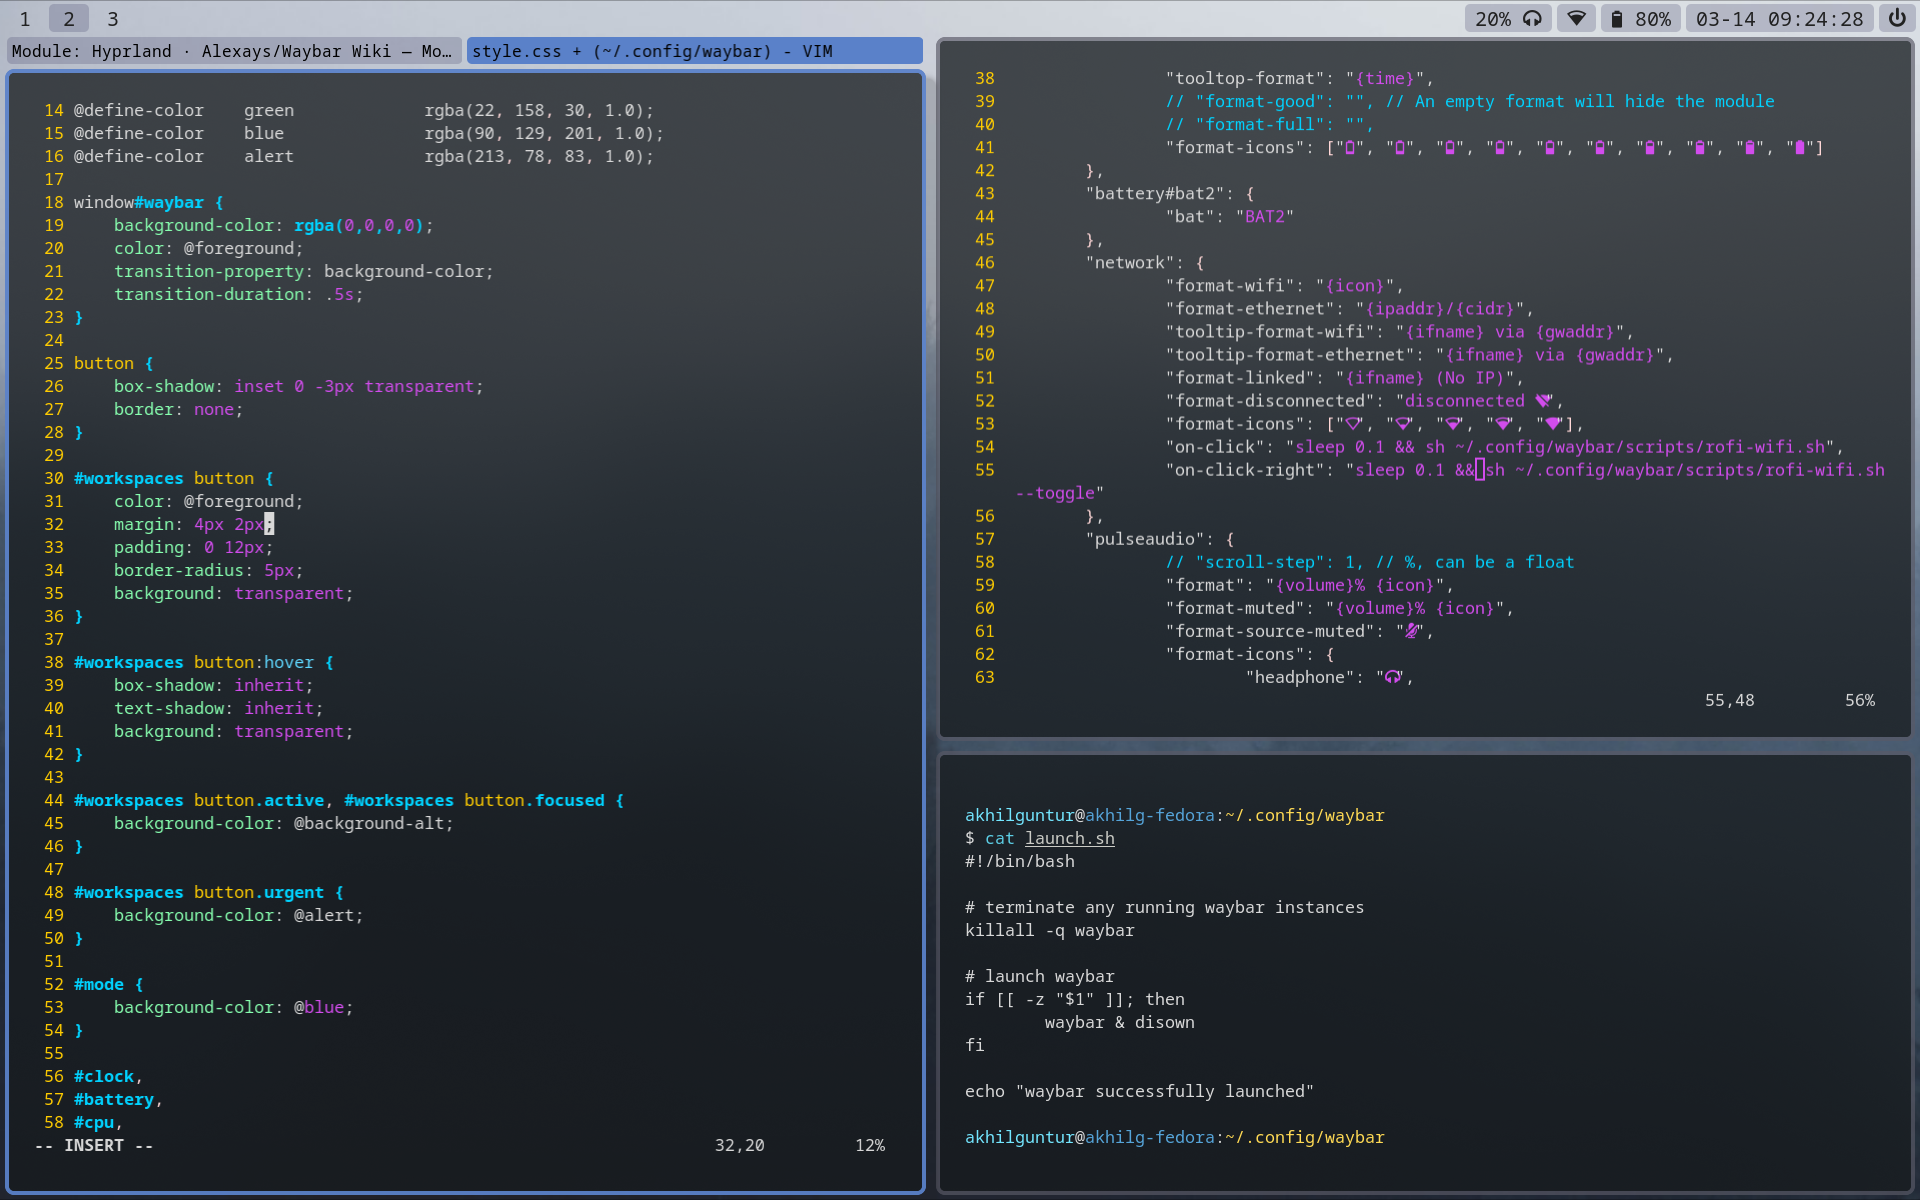 1 2 3
20% 80% 03-14 09:24:28
Module: Hyprland · Alexays/Waybar Wiki — Mo…
style.css + (~/.config/waybar) - VIM
14 @define-color    green             rgba(22, 158, 30, 1.0);
15 @define-color    blue              rgba(90, 129, 201, 1.0);
16 @define-color    alert             rgba(213, 78, 83, 1.0);
17
18 window#waybar {
19     background-color: rgba(0,0,0,0);
20     color: @foreground;
21     transition-property: background-color;
22     transition-duration: .5s;
23 }
24
25 button {
26     box-shadow: inset 0 -3px transparent;
27     border: none;
28 }
29
30 #workspaces button {
31     color: @foreground;
32     margin: 4px 2px;
33     padding: 0 12px;
34     border-radius: 5px;
35     background: transparent;
36 }
37
38 #workspaces button:hover {
39     box-shadow: inherit;
40     text-shadow: inherit;
41     background: transparent;
42 }
43
44 #workspaces button.active, #workspaces button.focused {
45     background-color: @background-alt;
46 }
47
48 #workspaces button.urgent {
49     background-color: @alert;
50 }
51
52 #mode {
53     background-color: @blue;
54 }
55
56 #clock,
57 #battery,
58 #cpu,
-- INSERT --                                                        32,20         12%
38                 "tooltop-format": "{time}",
39                 // "format-good": "", // An empty format will hide the module
40                 // "format-full": "",
41                 "format-icons": ["", "", "", "", "", "", "", "", "", ""]
42         },
43         "battery#bat2": {
44                 "bat": "BAT2"
45         },
46         "network": {
47                 "format-wifi": "{icon}",
48                 "format-ethernet": "{ipaddr}/{cidr}",
49                 "tooltip-format-wifi": "{ifname} via {gwaddr}",
50                 "tooltip-format-ethernet": "{ifname} via {gwaddr}",
51                 "format-linked": "{ifname} (No IP)",
52                 "format-disconnected": "disconnected ",
53                 "format-icons": ["", "", "", "", ""],
54                 "on-click": "sleep 0.1 && sh ~/.config/waybar/scripts/rofi-wifi.sh",
55                 "on-click-right": "sleep 0.1 && sh ~/.config/waybar/scripts/rofi-wifi.sh
--toggle"
56         },
57         "pulseaudio": {
58                 // "scroll-step": 1, // %, can be a float
59                 "format": "{volume}% {icon}",
60                 "format-muted": "{volume}% {icon}",
61                 "format-source-muted": "",
62                 "format-icons": {
63                         "headphone": "",
55,48         56%
akhilguntur@akhilg-fedora:~/.config/waybar
$ cat launch.sh
#!/bin/bash

# terminate any running waybar instances
killall -q waybar

# launch waybar
if [[ -z "$1" ]]; then
        waybar & disown
fi

echo "waybar successfully launched"

akhilguntur@akhilg-fedora:~/.config/waybar